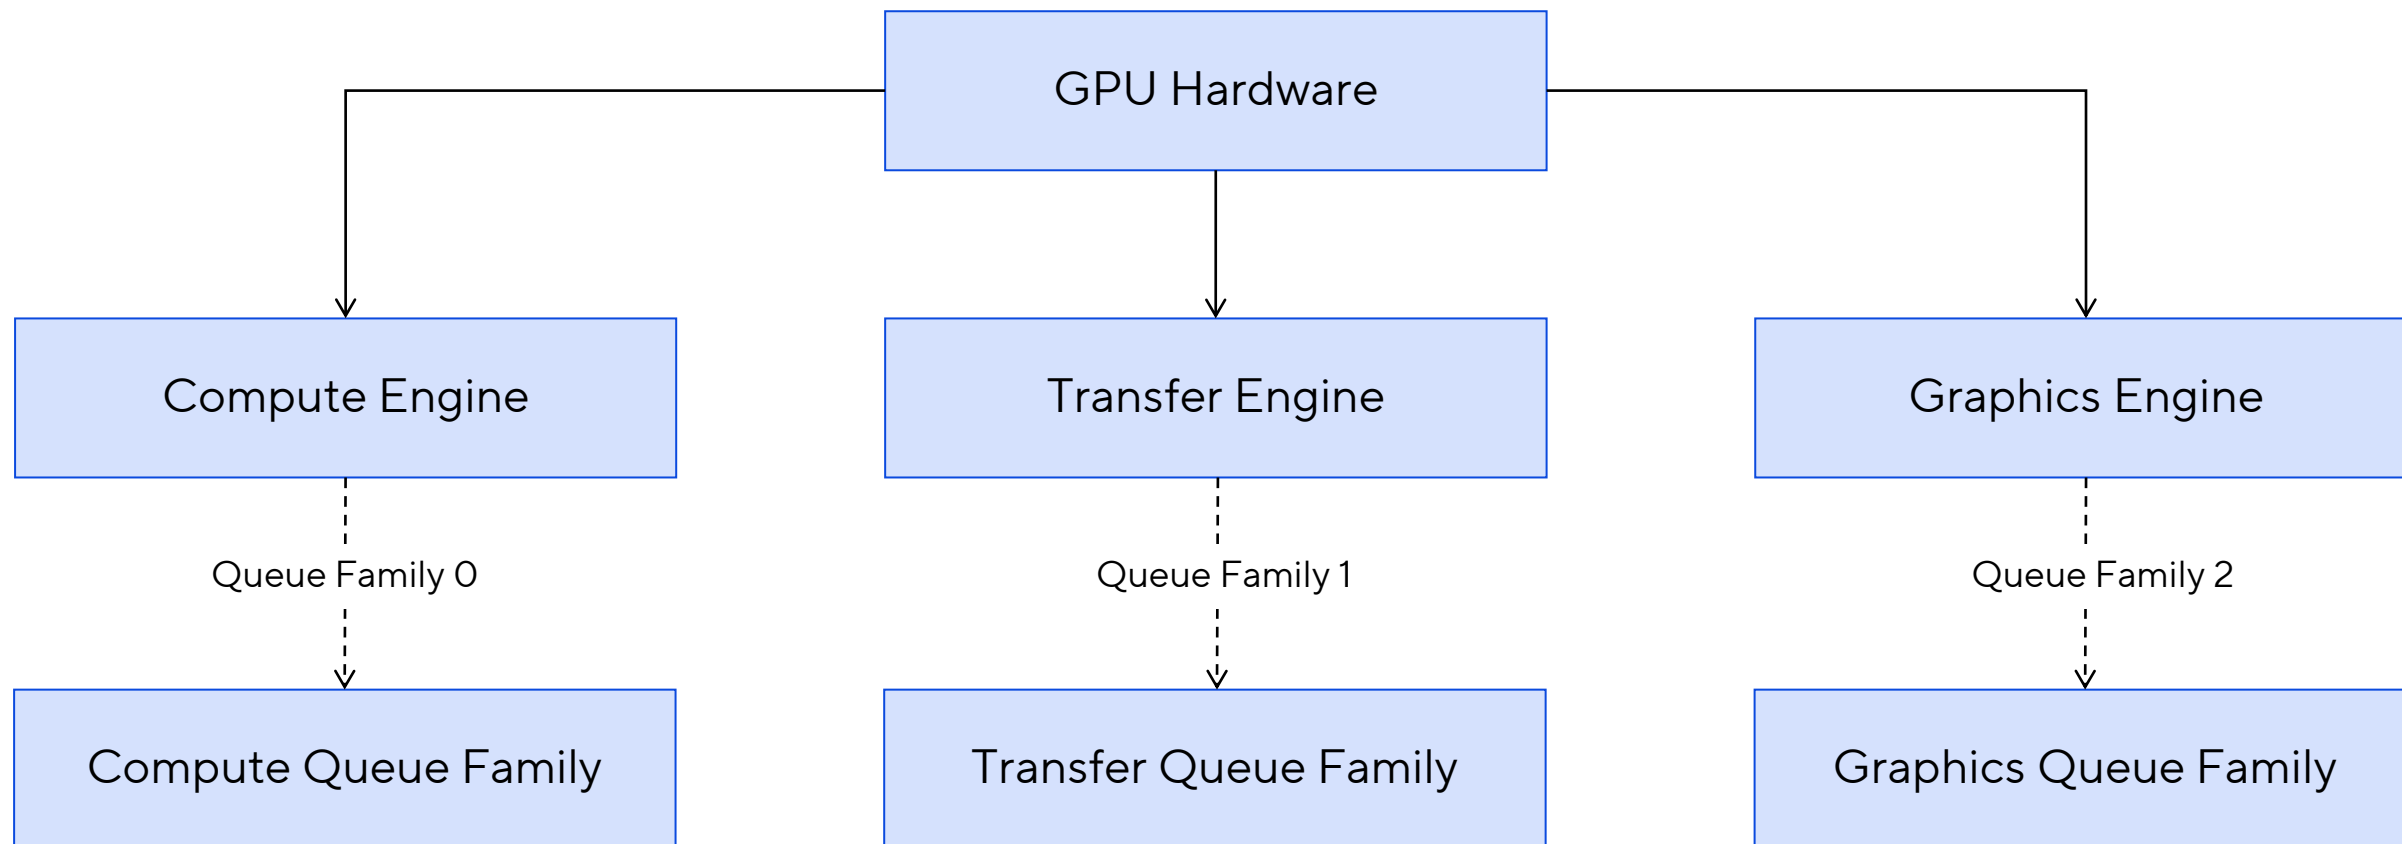 GPU Hardware
Compute Engine
Transfer Engine
Graphics Engine
Queue Family 0
Queue Family 1
Queue Family 2
Compute Queue Family
Transfer Queue Family
Graphics Queue Family